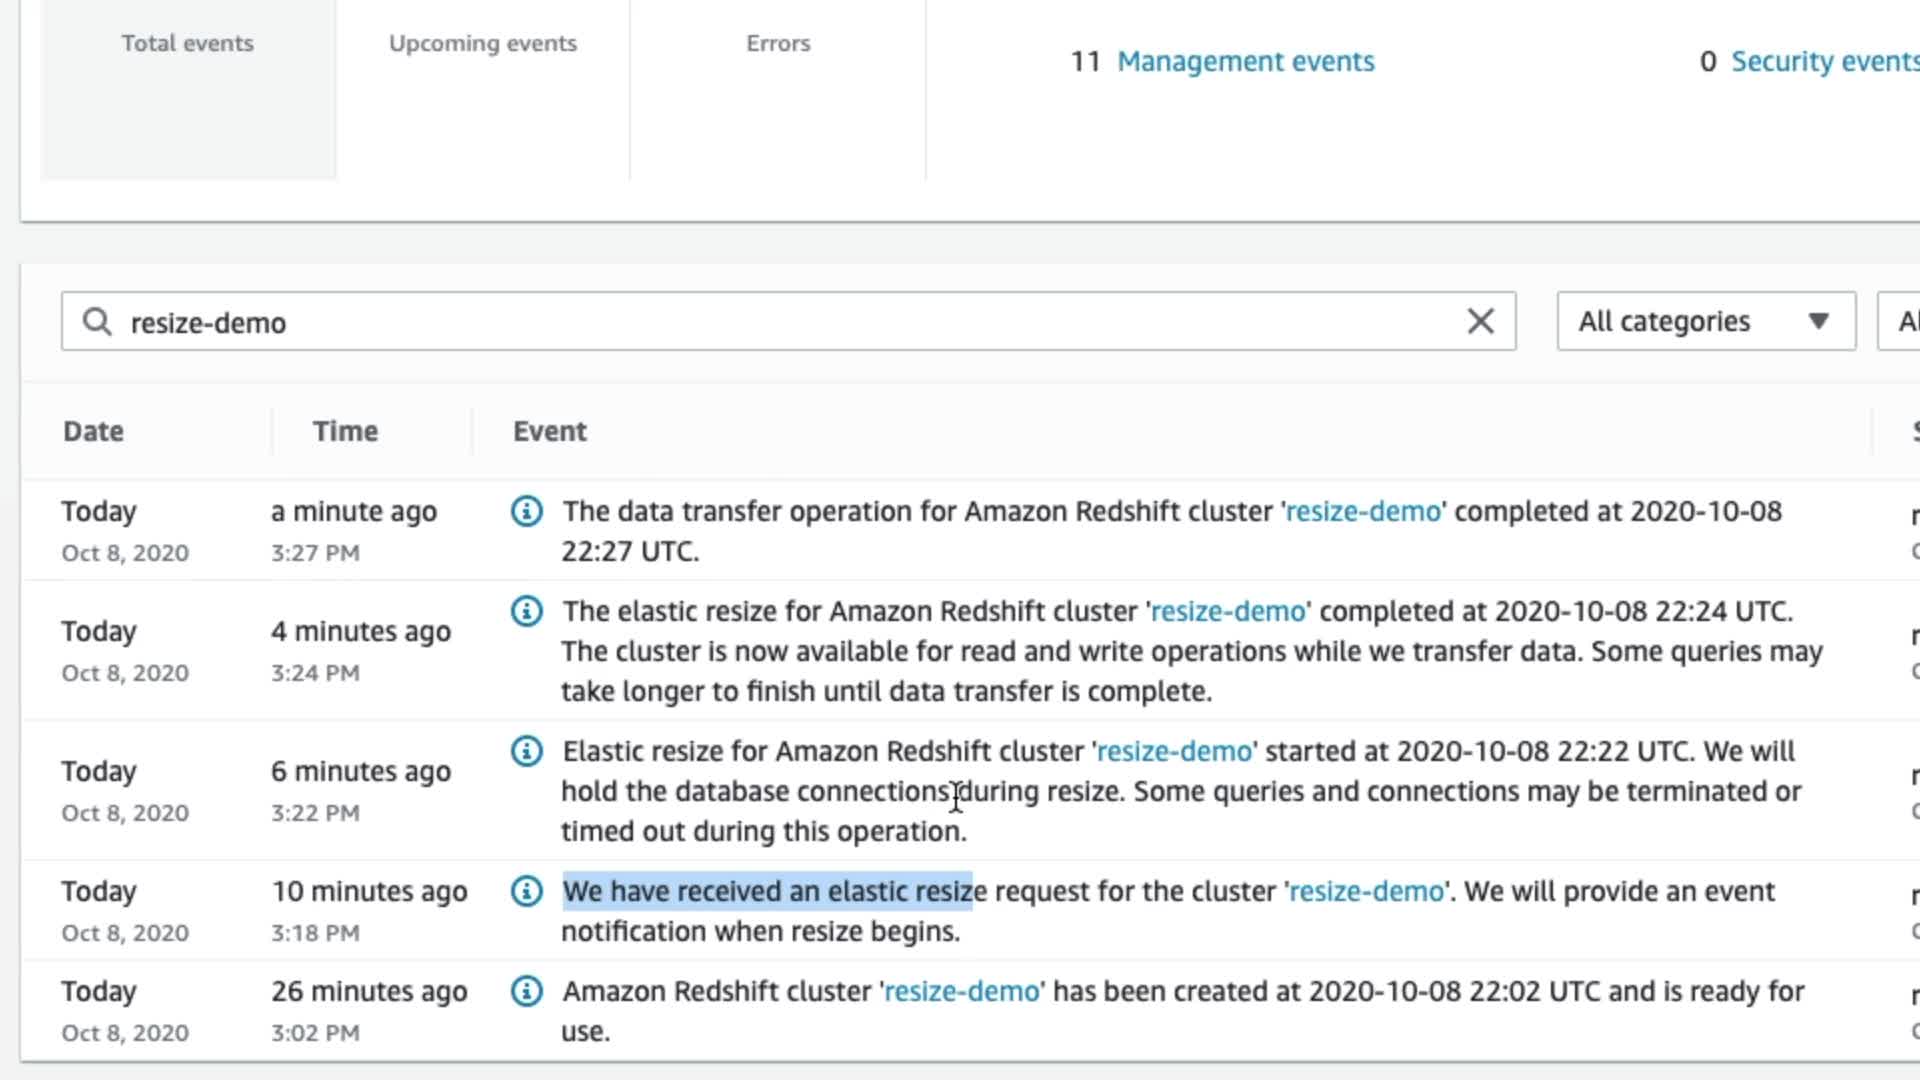 Total events
Upcoming events
Errors
11 Management events
0 Security events
resize-demo
All categories
Date
Time
Event
Today
Oct 8, 2020
a minute ago
3:27 PM
The data transfer operation for Amazon Redshift cluster 'resize-demo' completed at 2020-10-08
22:27 UTC.
Today
Oct 8, 2020
4 minutes ago
3:24 PM
The elastic resize for Amazon Redshift cluster 'resize-demo' completed at 2020-10-08 22:24 UTC.
The cluster is now available for read and write operations while we transfer data. Some queries may
take longer to finish until data transfer is complete.
Today
Oct 8, 2020
6 minutes ago
3:22 PM
Elastic resize for Amazon Redshift cluster 'resize-demo' started at 2020-10-08 22:22 UTC. We will
hold the database connections during resize. Some queries and connections may be terminated or
timed out during this operation.
Today
Oct 8, 2020
10 minutes ago
3:18 PM
We have received an elastic resize request for the cluster 'resize-demo'. We will provide an event
notification when resize begins.
Today
Oct 8, 2020
26 minutes ago
3:02 PM
Amazon Redshift cluster 'resize-demo' has been created at 2020-10-08 22:02 UTC and is ready for
use.